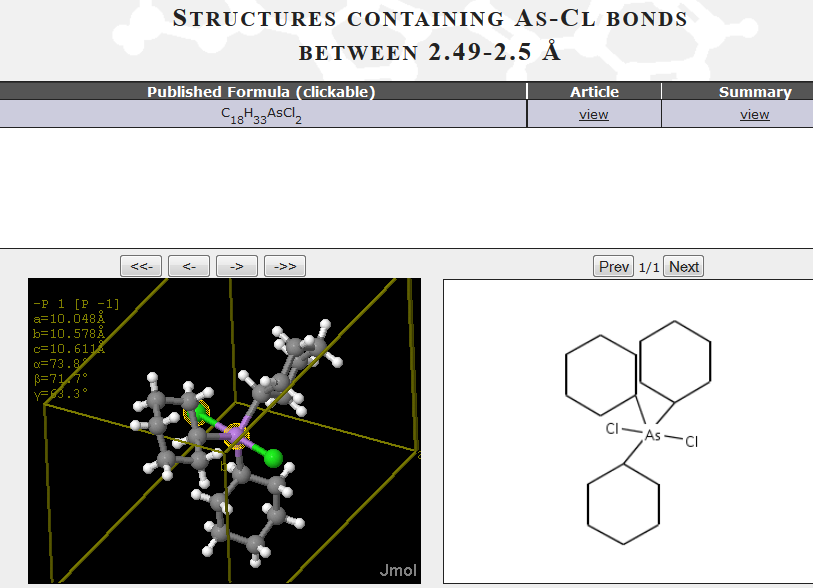 STRUCTURES CONTAINING AS-CL BONDS
BETWEEN 2.49-2.5 Å
Published Formula (clickable) Article Summary
C18H33AsCl2 view view
<<- <- -> ->> Prev 1/1 Next
-P 1 [P -1]
a=10.048Å
b=10.578Å
c=10.611Å
α=73.8°
β=71.7°
γ=63.3°
Cl As Cl
Jmol